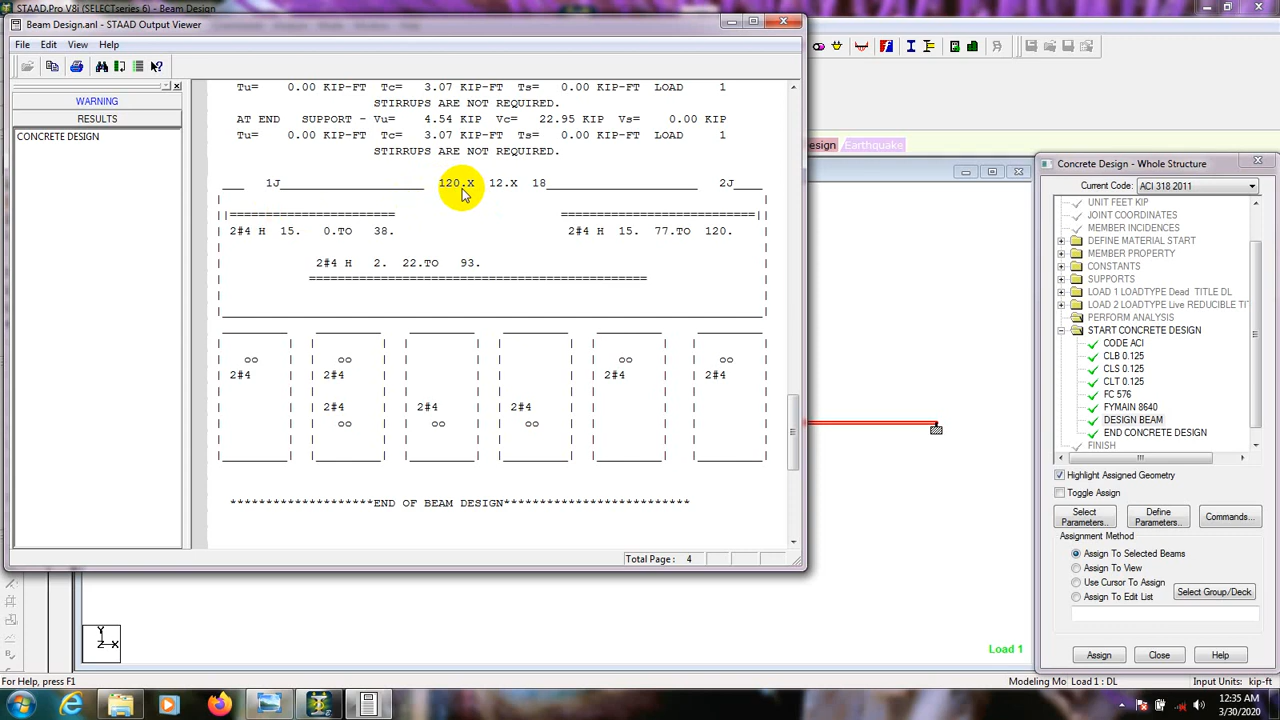 STAAD.Pro V8i (SELECTseries 6) - Beam Design
Beam Design.anl - STAAD Output Viewer
File Edit View Help
WARNING
RESULTS
CONCRETE DESIGN
Tu= 0.00 KIP-FT Tc= 3.07 KIP-FT Ts= 0.00 KIP-FT LOAD 1
STIRRUPS ARE NOT REQUIRED.
AT END SUPPORT - Vu= 4.54 KIP Vc= 22.95 KIP Vs= 0.00 KIP
Tu= 0.00 KIP-FT Tc= 3.07 KIP-FT Ts= 0.00 KIP-FT LOAD 1
STIRRUPS ARE NOT REQUIRED.
___ 1J____________________ 120.X 12.X 18_____________________ 2J____
||======================= ===========================||
2#4 H 15. 0.TO 38. 2#4 H 15. 77.TO 120.
2#4 H 2. 22.TO 93.
===============================================
oo oo oo oo
2#4 2#4 2#4 2#4
2#4 2#4 2#4
oo oo oo
********************END OF BEAM DESIGN**************************
Total Page : 4
esign
Earthquake
Concrete Design - Whole Structure
Current Code: ACI 318 2011
UNIT FEET KIP
JOINT COORDINATES
MEMBER INCIDENCES
DEFINE MATERIAL START
MEMBER PROPERTY
CONSTANTS
SUPPORTS
LOAD 1 LOADTYPE Dead TITLE DL
LOAD 2 LOADTYPE Live REDUCIBLE TI
PERFORM ANALYSIS
START CONCRETE DESIGN
CODE ACI
CLB 0.125
CLS 0.125
CLT 0.125
FC 576
FYMAIN 8640
DESIGN BEAM
END CONCRETE DESIGN
FINISH
Highlight Assigned Geometry
Toggle Assign
Select Parameters..
Define Parameters..
Commands...
Assignment Method
Assign To Selected Beams
Assign To View
Use Cursor To Assign
Assign To Edit List
Select Group/Deck
Assign Close Help
Y
Z X
Load 1
For Help, press F1
Modeling Mo
Load 1 : DL
Input Units: kip-ft
12:35 AM
3/30/2020